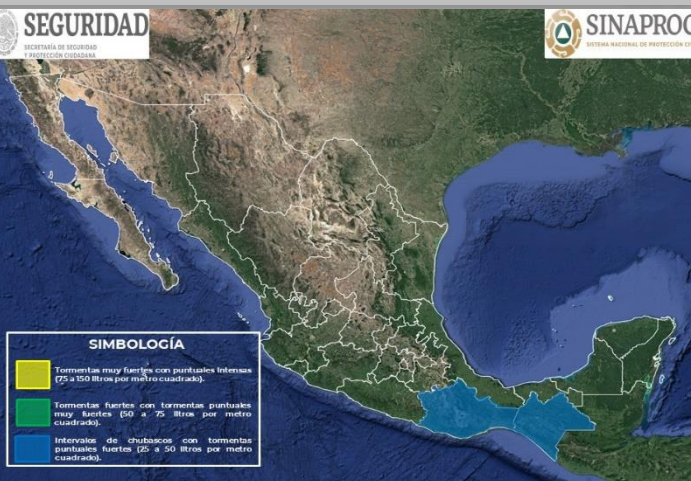 SEGURIDAD
SECRETARÍA DE SEGURIDAD
Y PROTECCIÓN CIUDADANA
SINAPROC
SISTEMA NACIONAL DE PROTECCIÓN
SIMBOLOGÍA
Tormentas muy fuertes con puntuales intensas
(75 a 150 litros por metro cuadrado).
Tormentas fuertes con tormentas puntuales
muy fuertes (50 a 75 litros por metro
cuadrado).
Intervalos de chubascos con tormentas
puntuales fuertes (25 a 50 litros por metro
cuadrado).